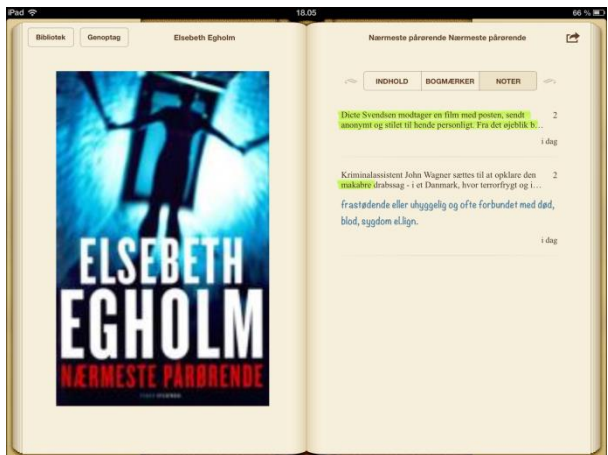 iPad 18.05 66 %
Bibliotek Genoptag Elsebeth Egholm
Nærmeste pårørende Nærmeste pårørende
ELSEBETH
EGHOLM
NÆRMESTE PÅRØRENDE
INDHOLD BOGMÆRKER NOTER
Dicte Svendsen modtager en film med posten, sendt 2
anonymt og stilet til hende personligt. Fra det øjeblik b…
i dag
Kriminalassistent John Wagner sættes til at opklare den 2
makabre drabssag - i et Danmark, hvor terrorfrygt og i…
frastødende eller uhyggelig og ofte forbundet med død,
blod, sygdom el.lign.
i dag